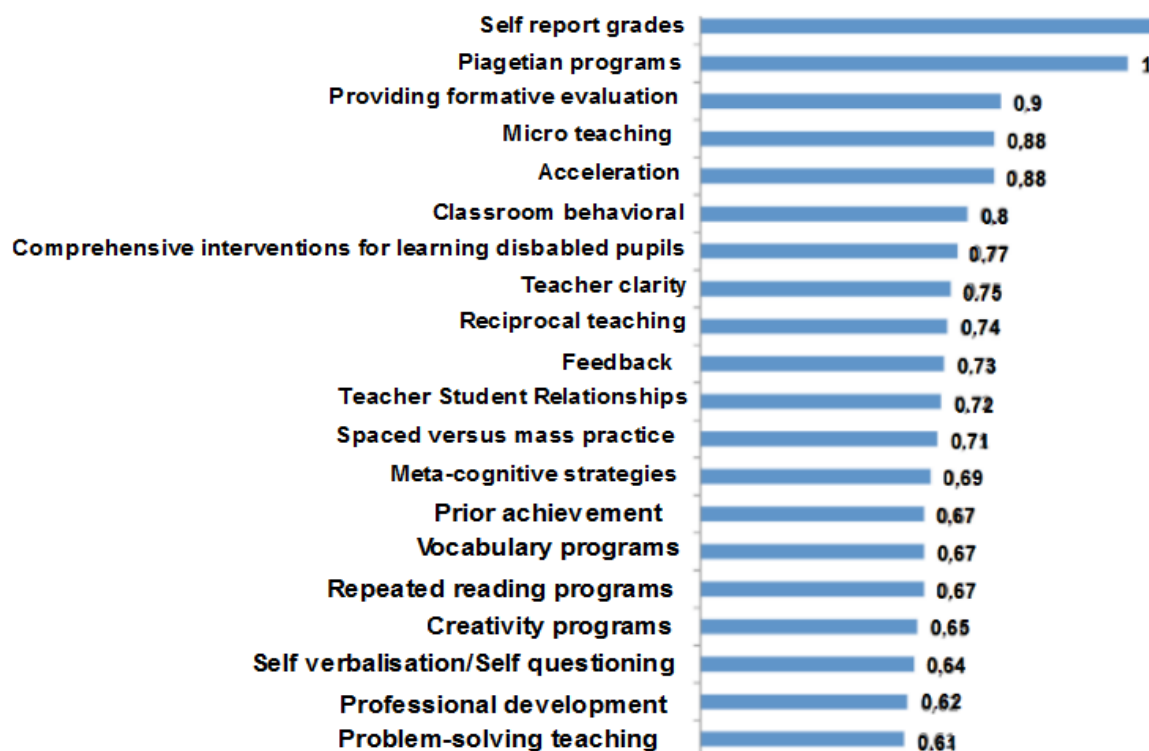 Self report grades
Piagetian programs 1
Providing formative evaluation 0,9
Micro teaching 0,88
Acceleration 0,88
Classroom behavioral 0,8
Comprehensive interventions for learning disbabled pupils 0,77
Teacher clarity 0,75
Reciprocal teaching 0,74
Feedback 0,73
Teacher Student Relationships 0,72
Spaced versus mass practice 0,71
Meta-cognitive strategies 0,69
Prior achievement 0,67
Vocabulary programs 0,67
Repeated reading programs 0,67
Creativity programs 0,65
Self verbalisation/Self questioning 0,64
Professional development 0,62
Problem-solving teaching 0,61